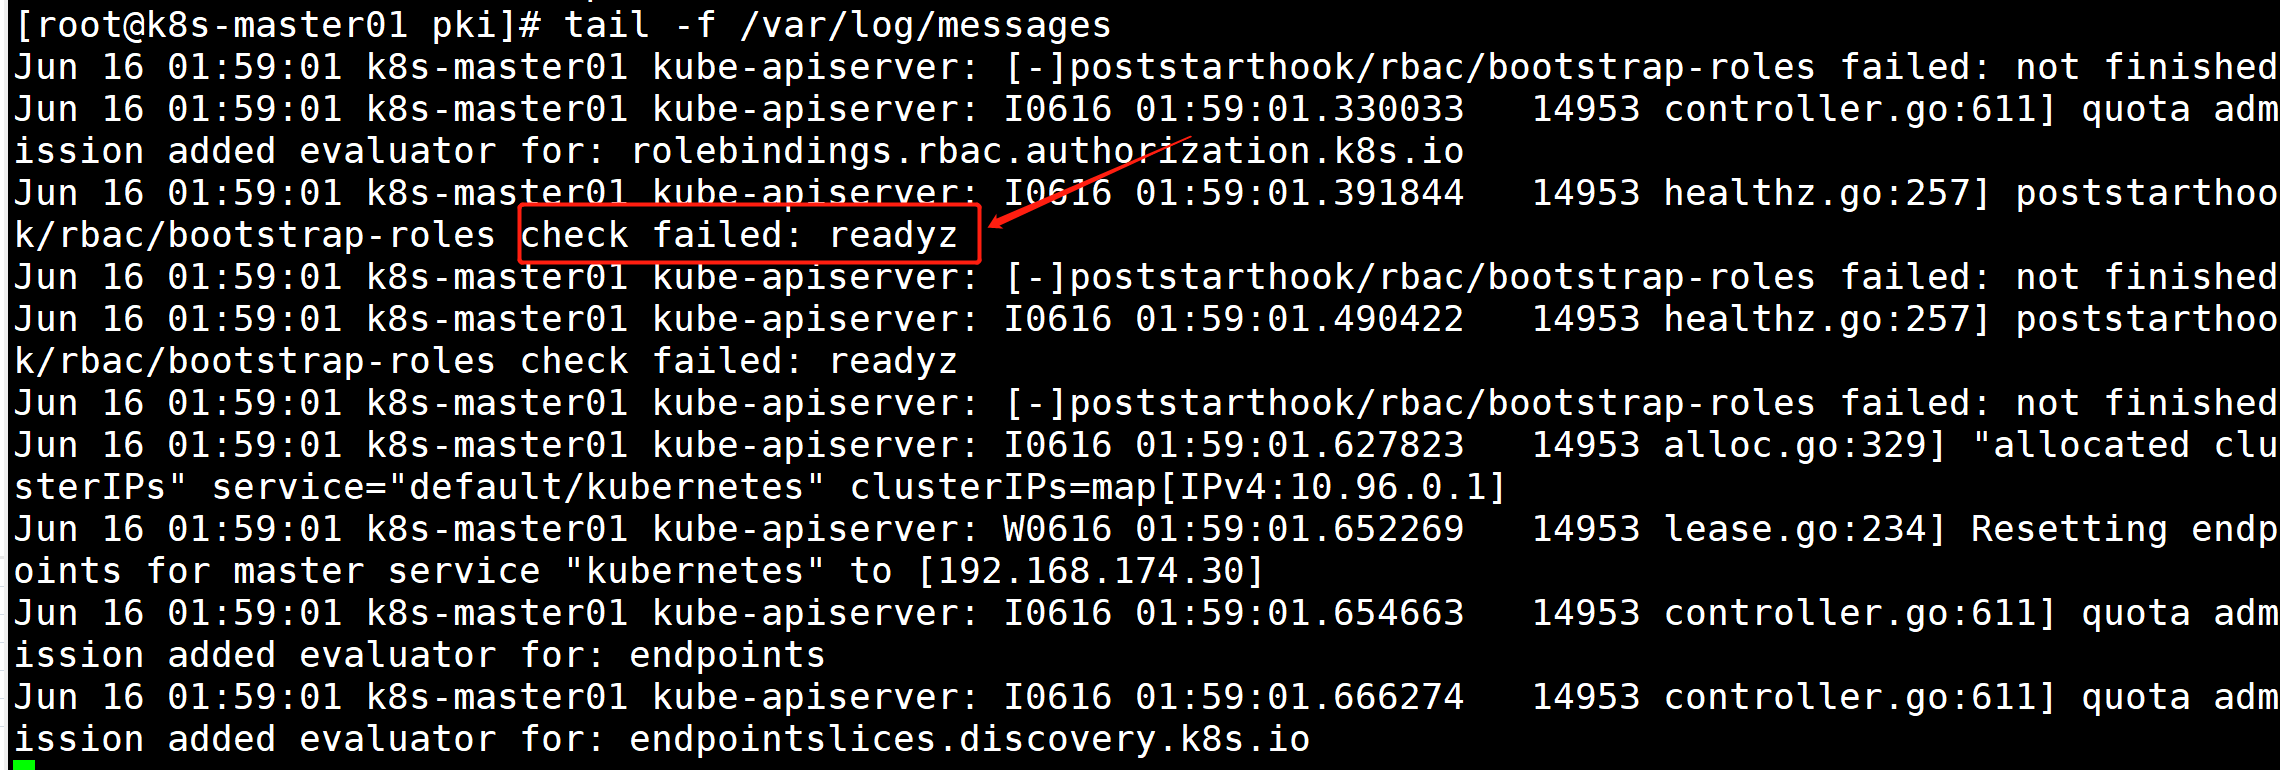 [root@k8s-master01 pki]# tail -f /var/log/messages
Jun 16 01:59:01 k8s-master01 kube-apiserver: [-]poststarthook/rbac/bootstrap-roles failed: not finished
Jun 16 01:59:01 k8s-master01 kube-apiserver: I0616 01:59:01.330033   14953 controller.go:611] quota adm
ission added evaluator for: rolebindings.rbac.authorization.k8s.io
Jun 16 01:59:01 k8s-master01 kube-apiserver: I0616 01:59:01.391844   14953 healthz.go:257] poststarthoo
k/rbac/bootstrap-roles check failed: readyz
Jun 16 01:59:01 k8s-master01 kube-apiserver: [-]poststarthook/rbac/bootstrap-roles failed: not finished
Jun 16 01:59:01 k8s-master01 kube-apiserver: I0616 01:59:01.490422   14953 healthz.go:257] poststarthoo
k/rbac/bootstrap-roles check failed: readyz
Jun 16 01:59:01 k8s-master01 kube-apiserver: [-]poststarthook/rbac/bootstrap-roles failed: not finished
Jun 16 01:59:01 k8s-master01 kube-apiserver: I0616 01:59:01.627823   14953 alloc.go:329] "allocated clu
sterIPs" service="default/kubernetes" clusterIPs=map[IPv4:10.96.0.1]
Jun 16 01:59:01 k8s-master01 kube-apiserver: W0616 01:59:01.652269   14953 lease.go:234] Resetting endp
oints for master service "kubernetes" to [192.168.174.30]
Jun 16 01:59:01 k8s-master01 kube-apiserver: I0616 01:59:01.654663   14953 controller.go:611] quota adm
ission added evaluator for: endpoints
Jun 16 01:59:01 k8s-master01 kube-apiserver: I0616 01:59:01.666274   14953 controller.go:611] quota adm
ission added evaluator for: endpointslices.discovery.k8s.io